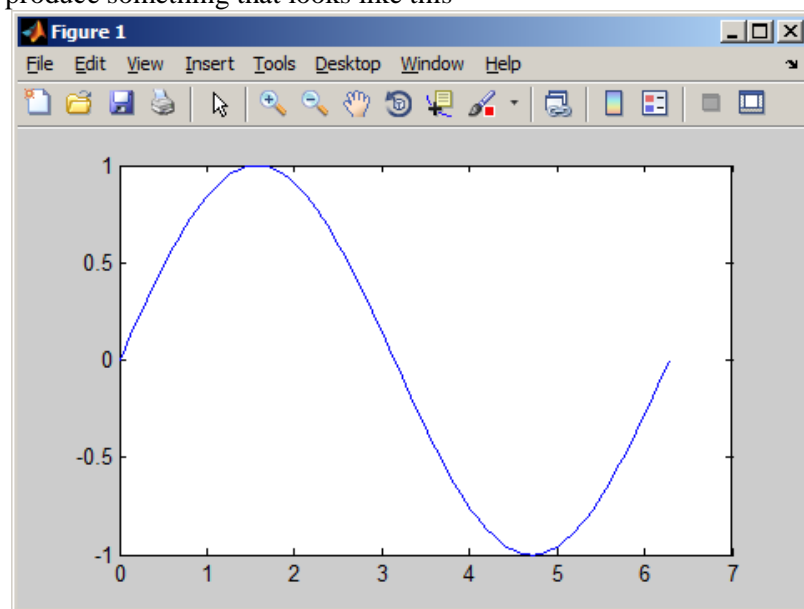 produce something that looks like this
Figure 1
File Edit View Insert Tools Desktop Window Help
1
0.5
0
-0.5
-1
0 1 2 3 4 5 6 7